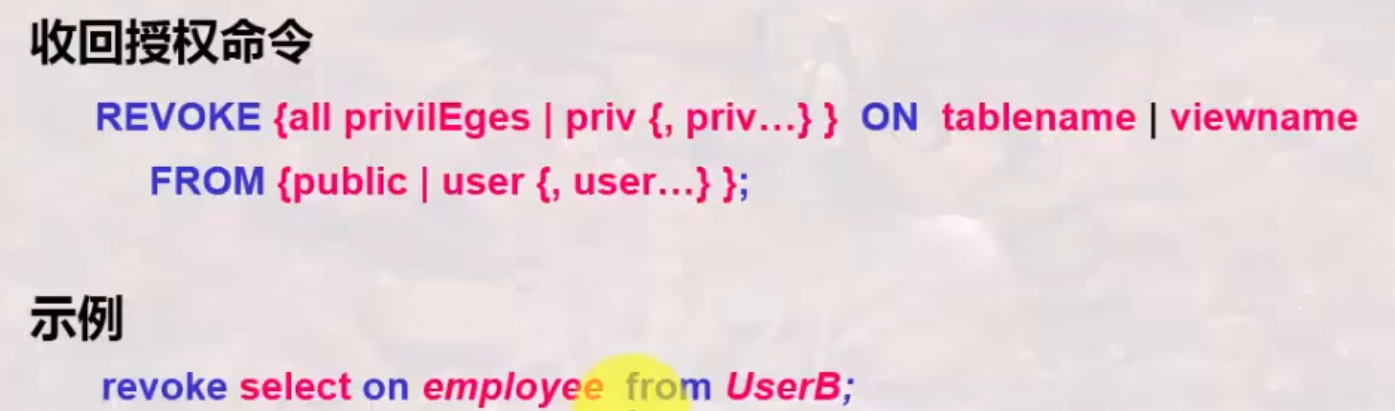 收回授权命令
REVOKE {all privilEges | priv {, priv…} } ON tablename | viewname
FROM {public | user {, user…} };
示例
revoke select on employee from UserB;